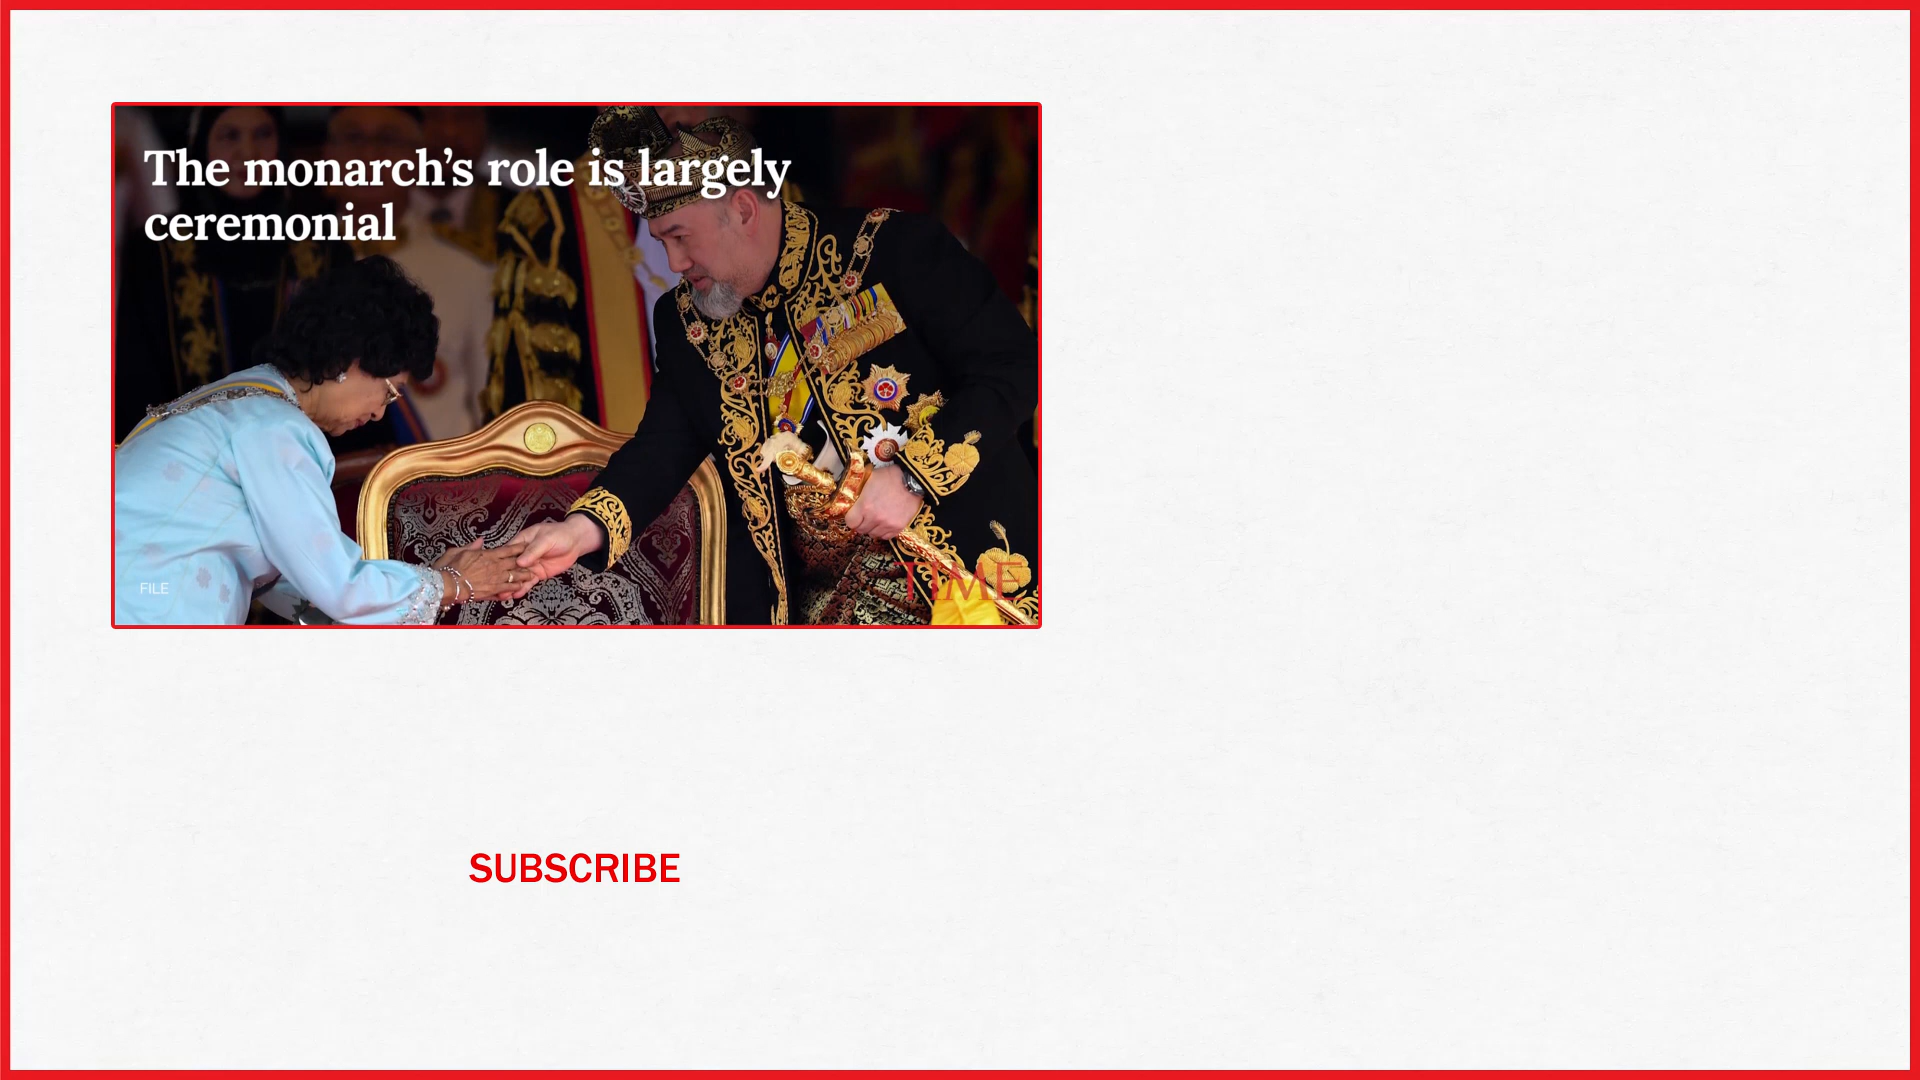 The monarch’s role is largely
ceremonial
FILE
TIME
SUBSCRIBE